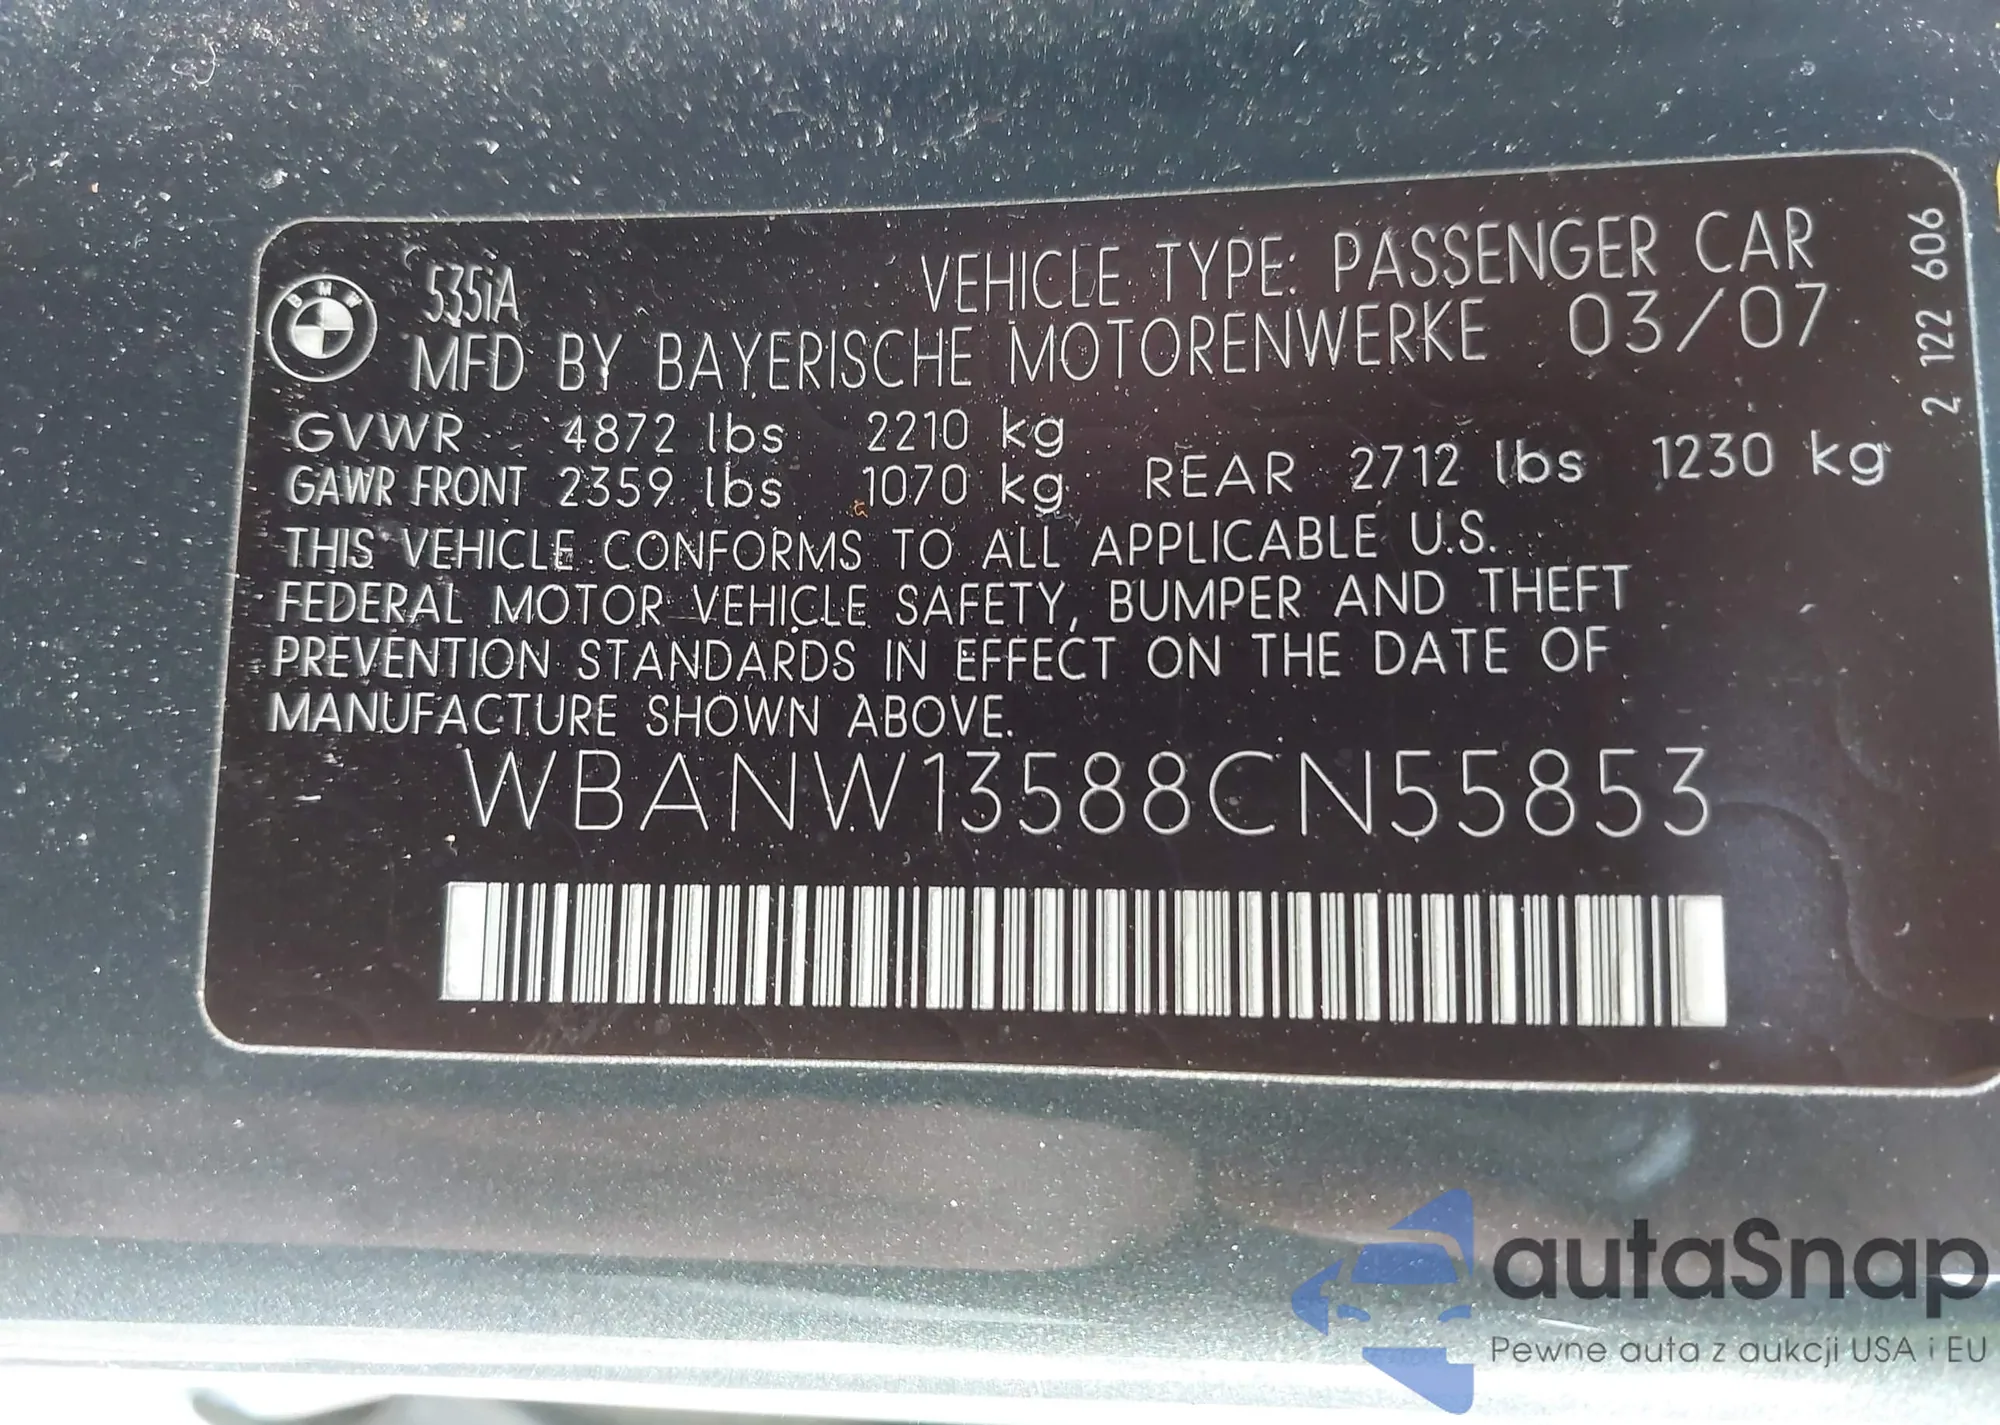 BMW
535iA
VEHICLE TYPE: PASSENGER CAR
MFD BY BAYERISCHE MOTORENWERKE 03/07
GVWR 4872 lbs 2210 kg
GAWR FRONT 2359 lbs 1070 kg REAR 2712 lbs 1230 kg
THIS VEHICLE CONFORMS TO ALL APPLICABLE U.S.
FEDERAL MOTOR VEHICLE SAFETY, BUMPER AND THEFT
PREVENTION STANDARDS IN EFFECT ON THE DATE OF
MANUFACTURE SHOWN ABOVE.
WBANW13588CN55853
2 122 606
autaSnap
Pewne auta z aukcji USA i EU